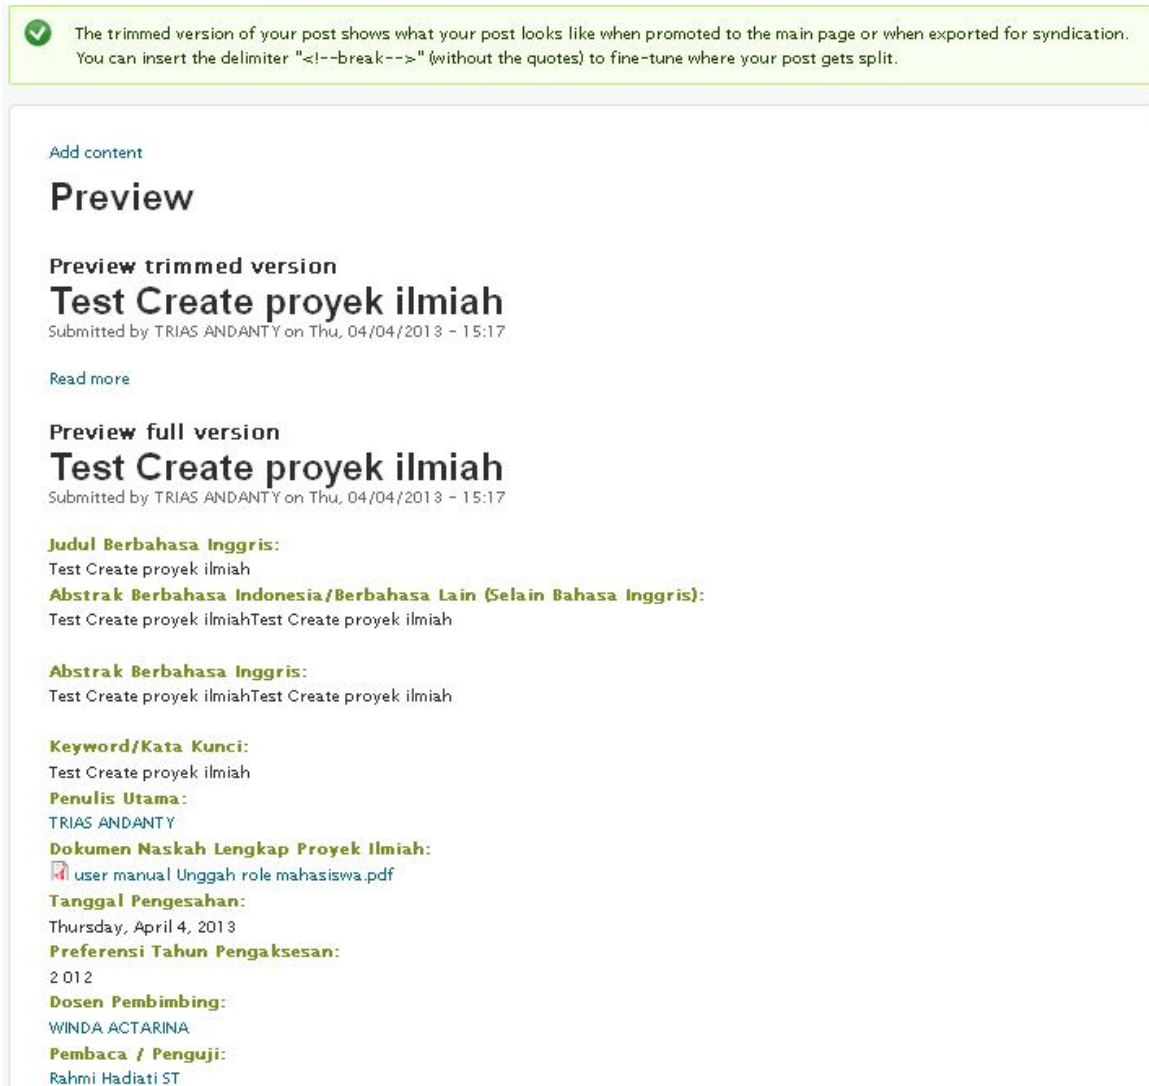 The trimmed version of your post shows what your post looks like when promoted to the main page or when exported for syndication.
You can insert the delimiter "<!--break-->" (without the quotes) to fine-tune where your post gets split.
Add content
Preview
Preview trimmed version
Test Create proyek ilmiah
Submitted by TRIAS ANDANTY on Thu, 04/04/2013 - 15:17
Read more
Preview full version
Test Create proyek ilmiah
Submitted by TRIAS ANDANTY on Thu, 04/04/2013 - 15:17
Judul Berbahasa Inggris:
Test Create proyek ilmiah
Abstrak Berbahasa Indonesia/Berbahasa Lain (Selain Bahasa Inggris):
Test Create proyek ilmiahTest Create proyek ilmiah
Abstrak Berbahasa Inggris:
Test Create proyek ilmiahTest Create proyek ilmiah
Keyword/Kata Kunci:
Test Create proyek ilmiah
Penulis Utama:
TRIAS ANDANTY
Dokumen Naskah Lengkap Proyek Ilmiah:
user manual Unggah role mahasiswa.pdf
Tanggal Pengesahan:
Thursday, April 4, 2013
Preferensi Tahun Pengaksesan:
2 012
Dosen Pembimbing:
WINDA ACTARINA
Pembaca / Penguji:
Rahmi Hadiati ST